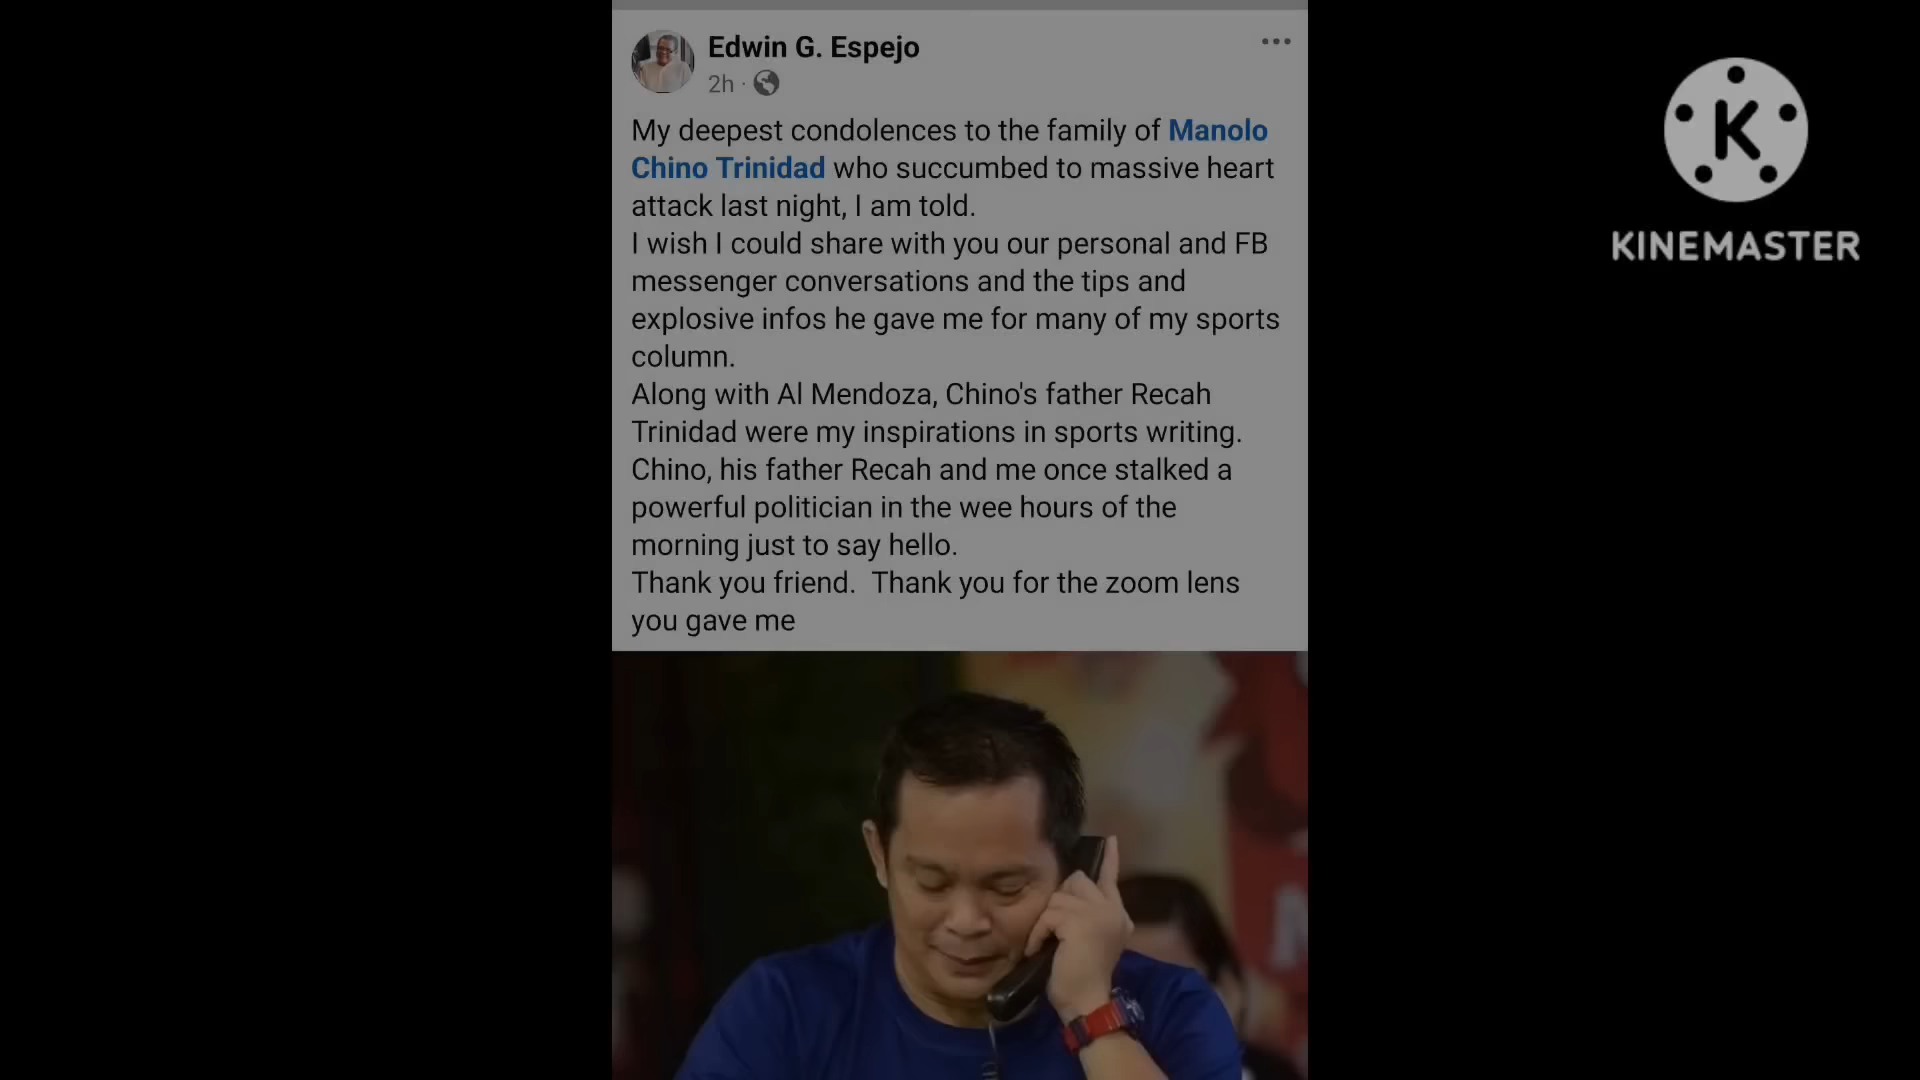 Edwin G. Espejo
2h ·
My deepest condolences to the family of Manolo
Chino Trinidad who succumbed to massive heart
attack last night, I am told.
I wish I could share with you our personal and FB
messenger conversations and the tips and
explosive infos he gave me for many of my sports
column.
Along with Al Mendoza, Chino's father Recah
Trinidad were my inspirations in sports writing.
Chino, his father Recah and me once stalked a
powerful politician in the wee hours of the
morning just to say hello.
Thank you friend.  Thank you for the zoom lens
you gave me
K
KINEMASTER